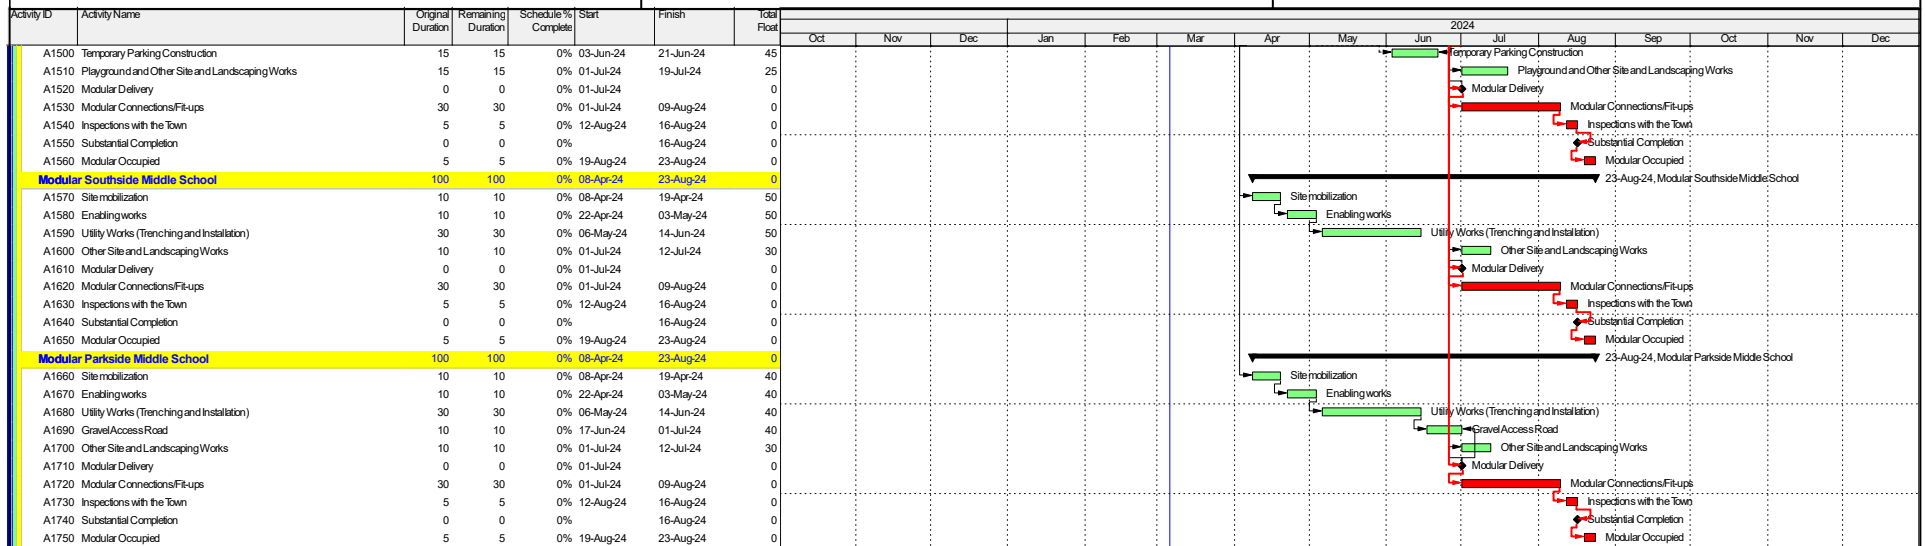 Activity ID Activity Name Original Duration Remaining Duration Schedule % Complete Start Finish Total Float
2024
Oct Nov Dec Jan Feb Mar Apr May Jun Jul Aug Sep Oct Nov Dec
A1500 Temporary Parking Construction 15 15 0% 03-Jun-24 21-Jun-24 45 Temporary Parking Construction
A1510 Playground and Other Site and Landscaping Works 15 15 0% 01-Jul-24 19-Jul-24 25 Playground and Other Site and Landscaping Works
A1520 Modular Delivery 0 0 0% 01-Jul-24 0 Modular Delivery
A1530 Modular Connections/Fit-ups 30 30 0% 01-Jul-24 09-Aug-24 0 Modular Connections/Fit-ups
A1540 Inspections with the Town 5 5 0% 12-Aug-24 16-Aug-24 0 Inspections with the Town
A1550 Substantial Completion 0 0 0% 16-Aug-24 0 Substantial Completion
A1560 Modular Occupied 5 5 0% 19-Aug-24 23-Aug-24 0 Modular Occupied
Modular Southside Middle School 100 100 0% 08-Apr-24 23-Aug-24 0 23-Aug-24, Modular Southside Middle School
A1570 Site mobilization 10 10 0% 08-Apr-24 19-Apr-24 50 Site mobilization
A1580 Enabling works 10 10 0% 22-Apr-24 03-May-24 50 Enabling works
A1590 Utility Works (Trenching and Installation) 30 30 0% 06-May-24 14-Jun-24 50 Utility Works (Trenching and Installation)
A1600 Other Site and Landscaping Works 10 10 0% 01-Jul-24 12-Jul-24 30 Other Site and Landscaping Works
A1610 Modular Delivery 0 0 0% 01-Jul-24 0 Modular Delivery
A1620 Modular Connections/Fit-ups 30 30 0% 01-Jul-24 09-Aug-24 0 Modular Connections/Fit-ups
A1630 Inspections with the Town 5 5 0% 12-Aug-24 16-Aug-24 0 Inspections with the Town
A1640 Substantial Completion 0 0 0% 16-Aug-24 0 Substantial Completion
A1650 Modular Occupied 5 5 0% 19-Aug-24 23-Aug-24 0 Modular Occupied
Modular Parkside Middle School 100 100 0% 08-Apr-24 23-Aug-24 0 23-Aug-24, Modular Parkside Middle School
A1660 Site mobilization 10 10 0% 08-Apr-24 19-Apr-24 40 Site mobilization
A1670 Enabling works 10 10 0% 22-Apr-24 03-May-24 40 Enabling works
A1680 Utility Works (Trenching and Installation) 30 30 0% 06-May-24 14-Jun-24 40 Utility Works (Trenching and Installation)
A1690 Gravel Access Road 10 10 0% 17-Jun-24 01-Jul-24 40 Gravel Access Road
A1700 Other Site and Landscaping Works 10 10 0% 01-Jul-24 12-Jul-24 30 Other Site and Landscaping Works
A1710 Modular Delivery 0 0 0% 01-Jul-24 0 Modular Delivery
A1720 Modular Connections/Fit-ups 30 30 0% 01-Jul-24 09-Aug-24 0 Modular Connections/Fit-ups
A1730 Inspections with the Town 5 5 0% 12-Aug-24 16-Aug-24 0 Inspections with the Town
A1740 Substantial Completion 0 0 0% 16-Aug-24 0 Substantial Completion
A1750 Modular Occupied 5 5 0% 19-Aug-24 23-Aug-24 0 Modular Occupied